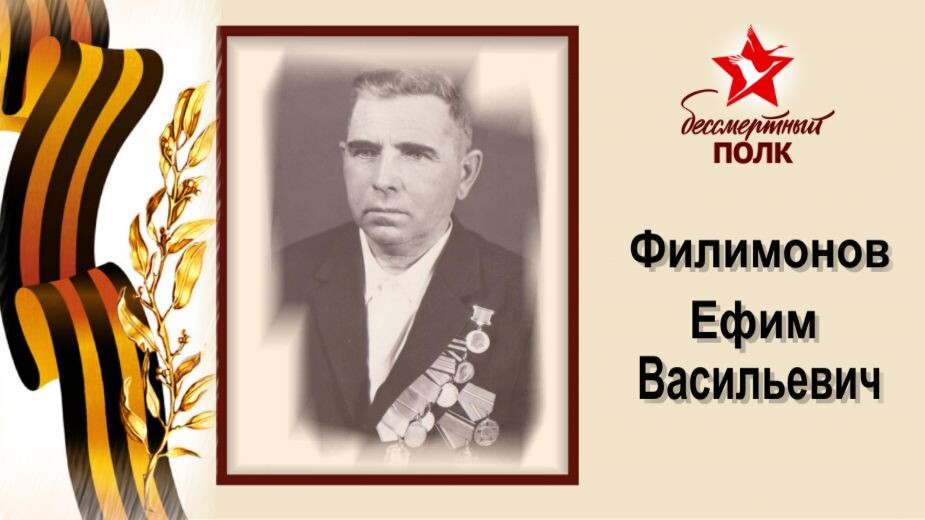 бессмертный
ПОЛК
Филимонов
Ефим
Васильевич